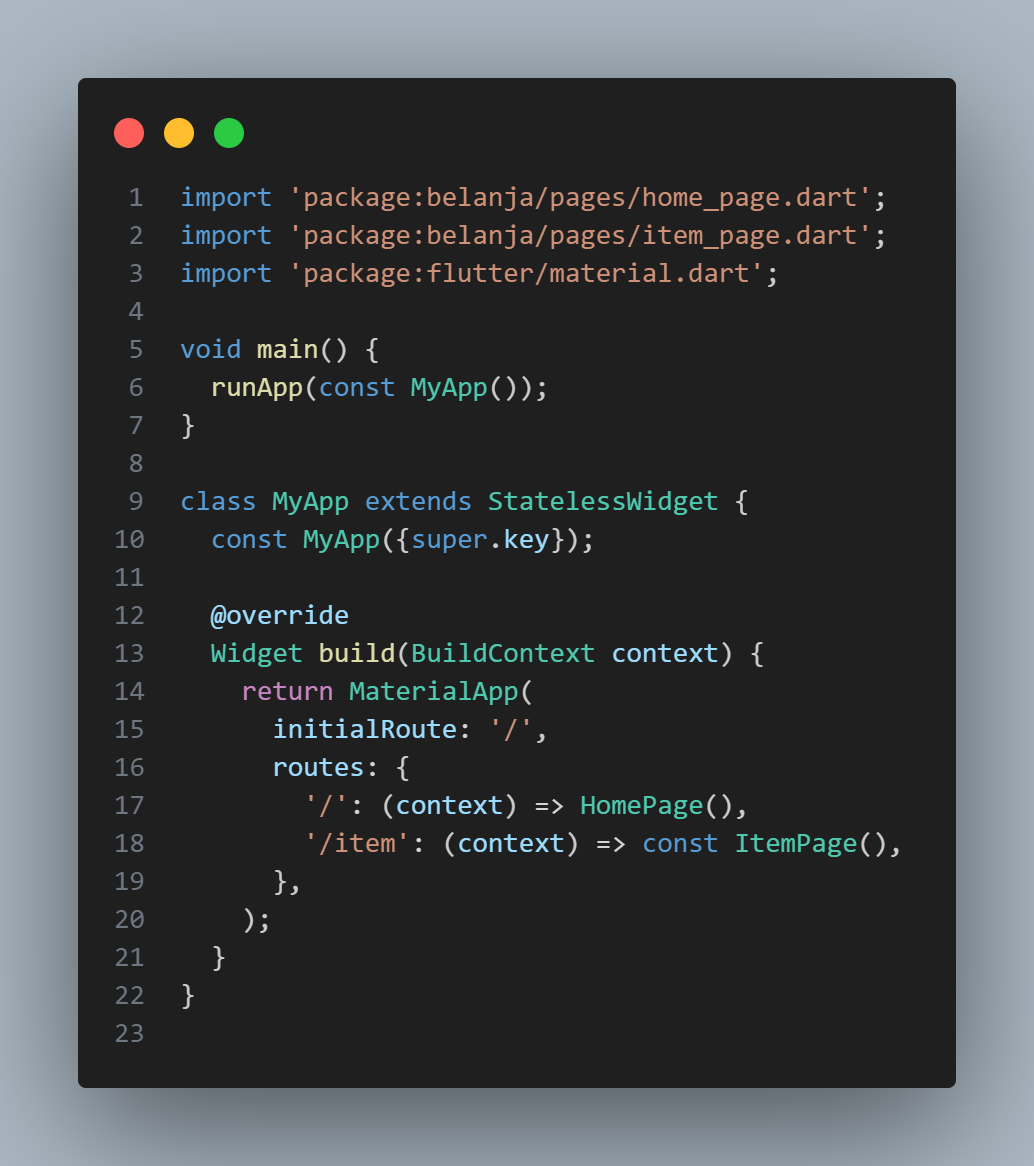 1 import 'package:belanja/pages/home_page.dart';
2 import 'package:belanja/pages/item_page.dart';
3 import 'package:flutter/material.dart';
4
5 void main() {
6   runApp(const MyApp());
7 }
8
9 class MyApp extends StatelessWidget {
10   const MyApp({super.key});
11
12   @override
13   Widget build(BuildContext context) {
14     return MaterialApp(
15       initialRoute: '/',
16       routes: {
17         '/': (context) => HomePage(),
18         '/item': (context) => const ItemPage(),
19       },
20     );
21   }
22 }
23